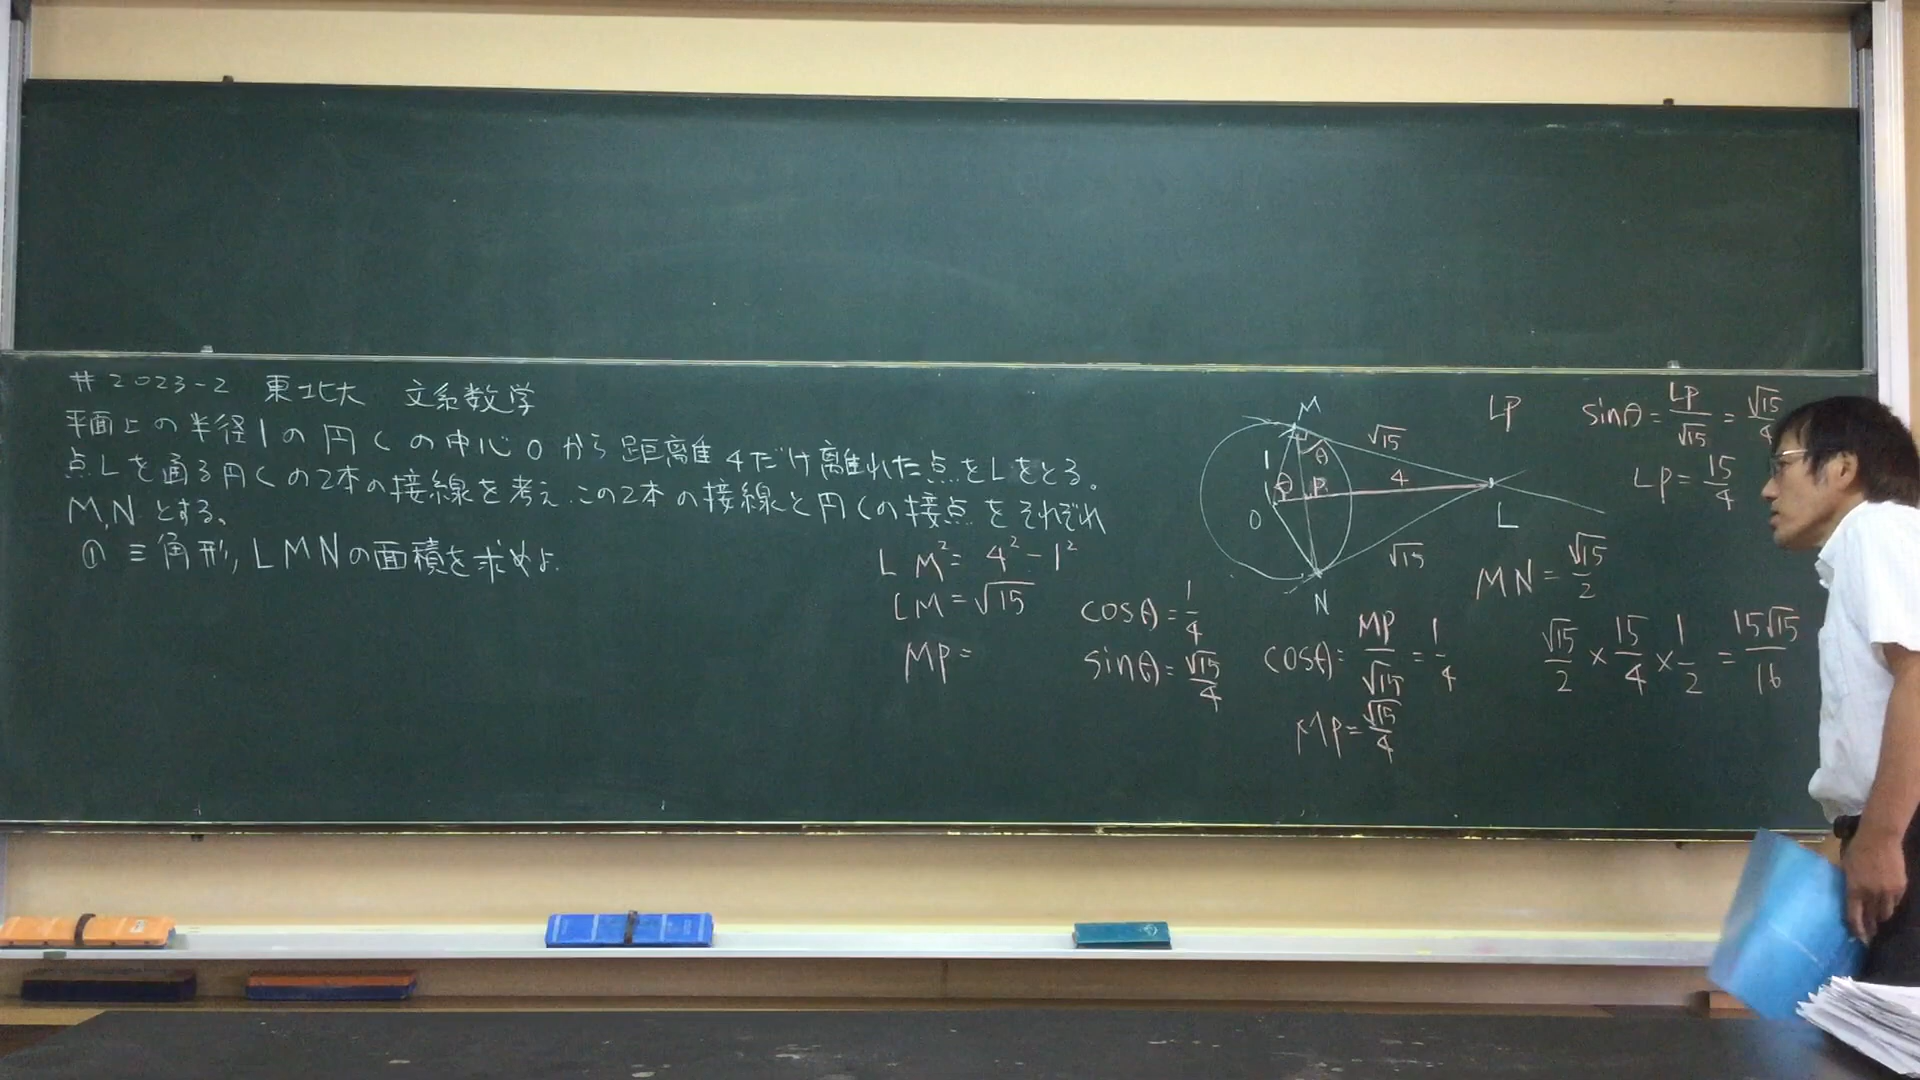 #2023-2 東北大 文系数学
平面上の半径1の円Cの中心Oから距離4だけ離れた点をLをとる。
点Lを通る円Cの2本の接線を考え、この2本の接線と円Cの接点をそれぞれ
M,Nとする。
① 三角形,LMNの面積を求めよ.
LM²=4²-1²
LM=√15
MP=
cosθ=1/4
sinθ=√15/4
cosθ=MP/√15=1/4
MP=√15/4
M
√15
1
θ
θ
P
4
O
L
√15
N
LP
sinθ=LP/√15=√15/4
LP=15/4
MN=√15/2
√15/2×15/4×1/2=15√15/16